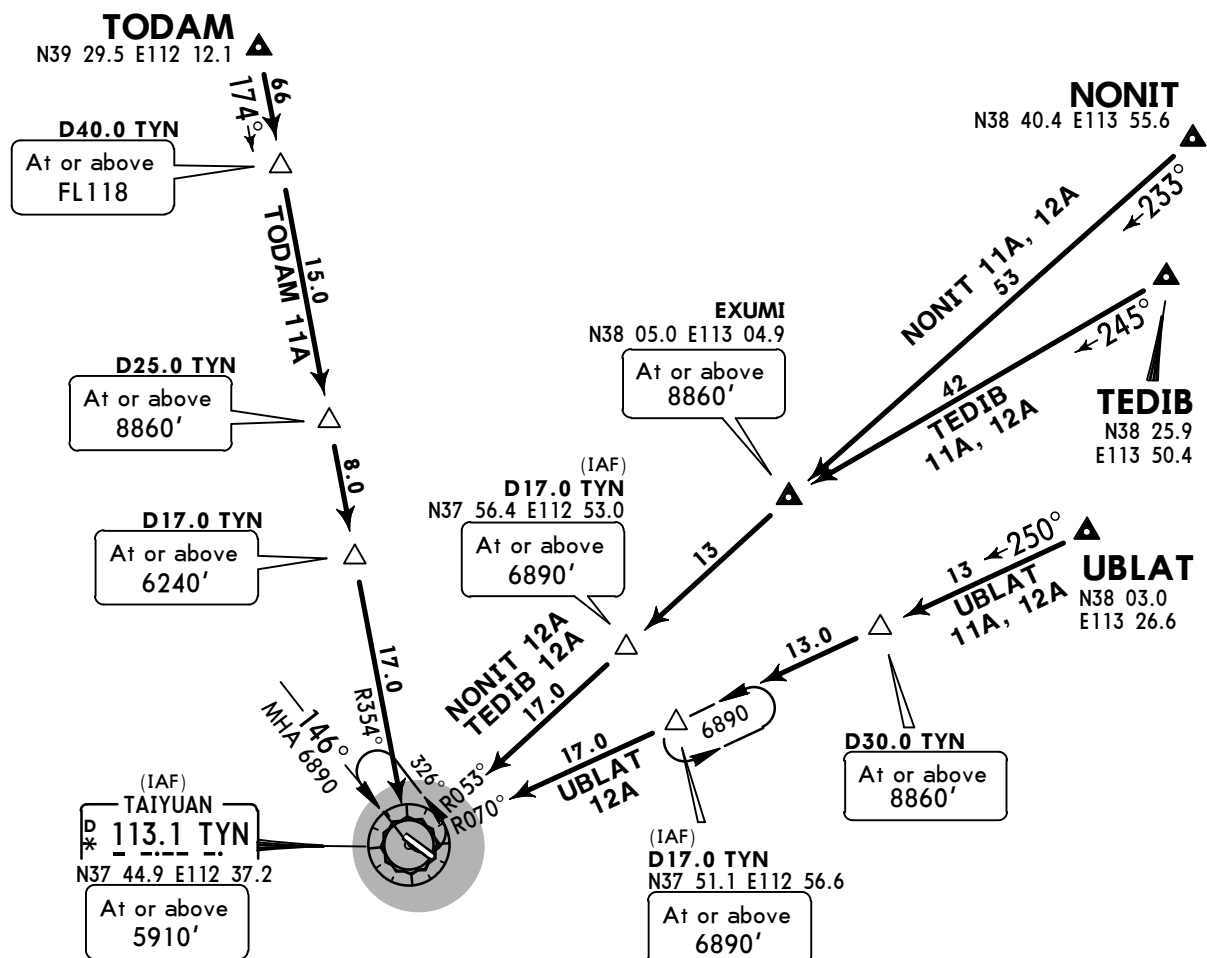 TODAM
N39 29.5 E112 12.1
66
174°
D40.0 TYN
At or above
FL118
TODAM 11A
15.0
D25.0 TYN
At or above
8860'
8.0
D17.0 TYN
At or above
6240'
17.0
R354°
NONIT
N38 40.4 E113 55.6
233°
NONIT 11A, 12A
53
245°
42
TEDIB
11A, 12A
TEDIB
N38 25.9
E113 50.4
EXUMI
N38 05.0 E113 04.9
At or above
8860'
13
(IAF)
D17.0 TYN
N37 56.4 E112 53.0
At or above
6890'
NONIT 12A
TEDIB 12A
17.0
R053°
250°
13
UBLAT
11A, 12A
UBLAT
N38 03.0
E113 26.6
13.0
D30.0 TYN
At or above
8860'
6890
17.0
UBLAT
12A
R070°
(IAF)
D17.0 TYN
N37 51.1 E112 56.6
At or above
6890'
146°
MHA 6890
326°
(IAF)
TAIYUAN
D
* 113.1 TYN
N37 44.9 E112 37.2
At or above
5910'